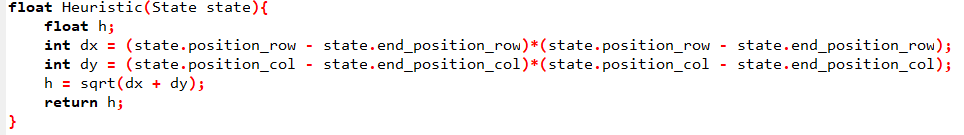 float Heuristic(State state){
    float h;
    int dx = (state.position_row - state.end_position_row)*(state.position_row - state.end_position_row);
    int dy = (state.position_col - state.end_position_col)*(state.position_col - state.end_position_col);
    h = sqrt(dx + dy);
    return h;
}